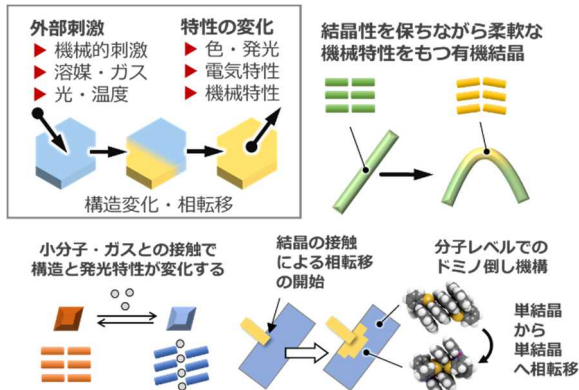 外部刺激
▶ 機械的刺激
▶ 溶媒・ガス
▶ 光・温度
特性の変化
▶ 色・発光
▶ 電気特性
▶ 機械特性
構造変化・相転移
結晶性を保ちながら柔軟な
機械特性をもつ有機結晶
小分子・ガスとの接触で
構造と発光特性が変化する
結晶の接触
による相転移
の開始
分子レベルでの
ドミノ倒し機構
単結晶
から
単結晶
へ相転移